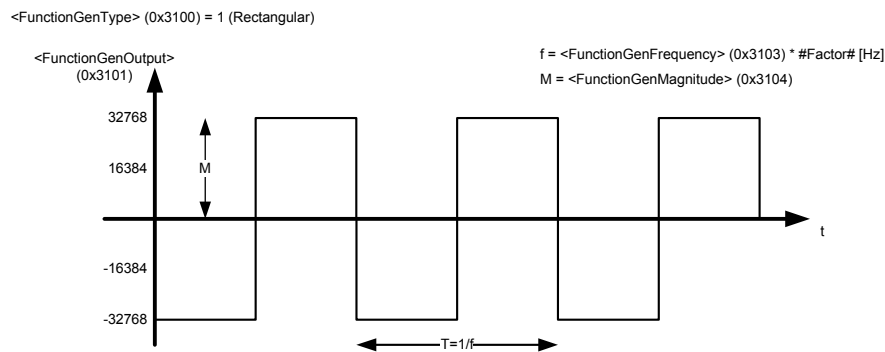 <FunctionGenType> (0x3100) = 1 (Rectangular)
<FunctionGenOutput>
(0x3101)
f = <FunctionGenFrequency> (0x3103) * #Factor# [Hz]
M = <FunctionGenMagnitude> (0x3104)
32768
16384
M
t
-16384
-32768
T=1/f